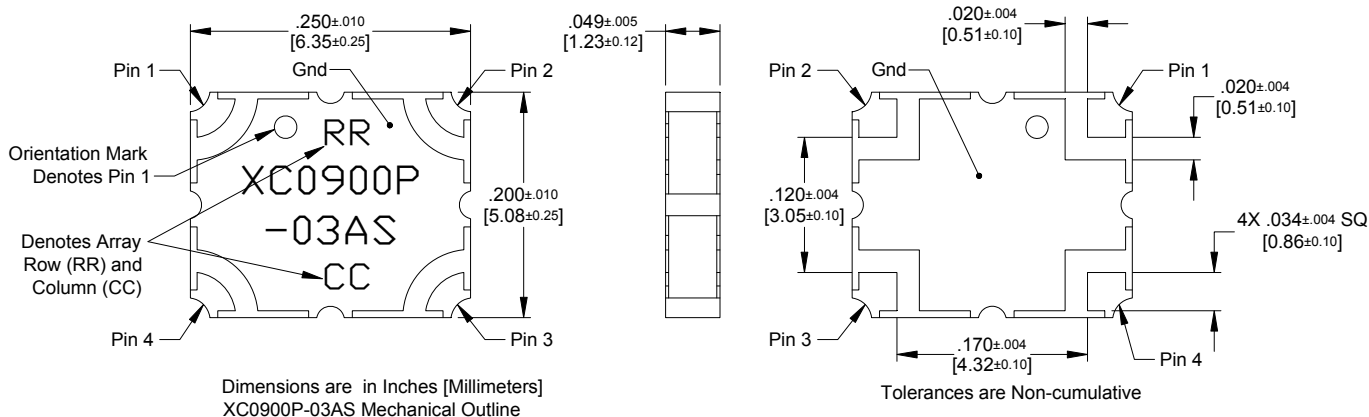 .250±.010
[6.35±0.25]
.049±.005
[1.23±0.12]
.020±.004
[0.51±0.10]
Pin 1
Gnd
Pin 2
Pin 2
Gnd
Pin 1
.020±.004
[0.51±0.10]
Orientation Mark
Denotes Pin 1
RR
XC0900P
-03AS
CC
.200±.010
[5.08±0.25]
.120±.004
[3.05±0.10]
4X .034±.004 SQ
[0.86±0.10]
Denotes Array
Row (RR) and
Column (CC)
Pin 4
Pin 3
Pin 3
.170±.004
[4.32±0.10]
Pin 4
Dimensions are in Inches [Millimeters]
XC0900P-03AS Mechanical Outline
Tolerances are Non-cumulative